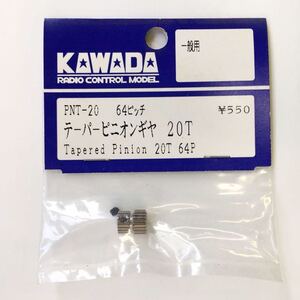 一般用
KAWADA
RADIO CONTROL MODEL
PNT-20 64ピッチ ¥550
テーパーピニオンギヤ 20T
Tapered Pinion 20T 64P